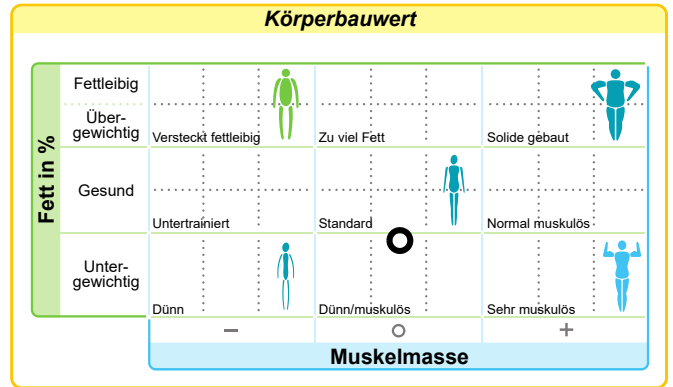 Körperbauwert
Fett in %
Fettleibig
Über-
gewichtig
Versteckt fettleibig
Zu viel Fett
Solide gebaut
Gesund
Untertrainiert
Standard
Normal muskulös
Unter-
gewichtig
Dünn
Dünn/muskulös
Sehr muskulös
− ○ +
Muskelmasse